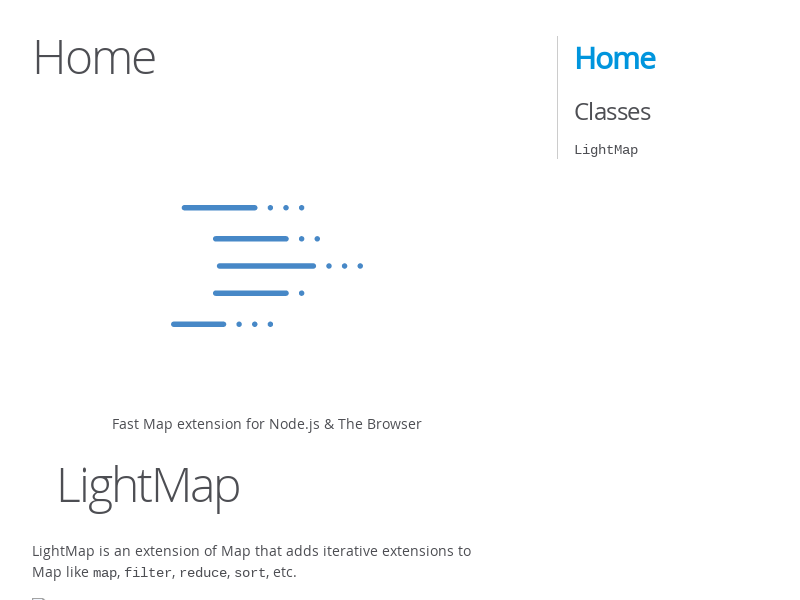 Home
Fast Map extension for Node.js & The Browser
LightMap
LightMap is an extension of Map that adds iterative extensions to
Map like map, filter, reduce, sort, etc.
Home
Classes
LightMap